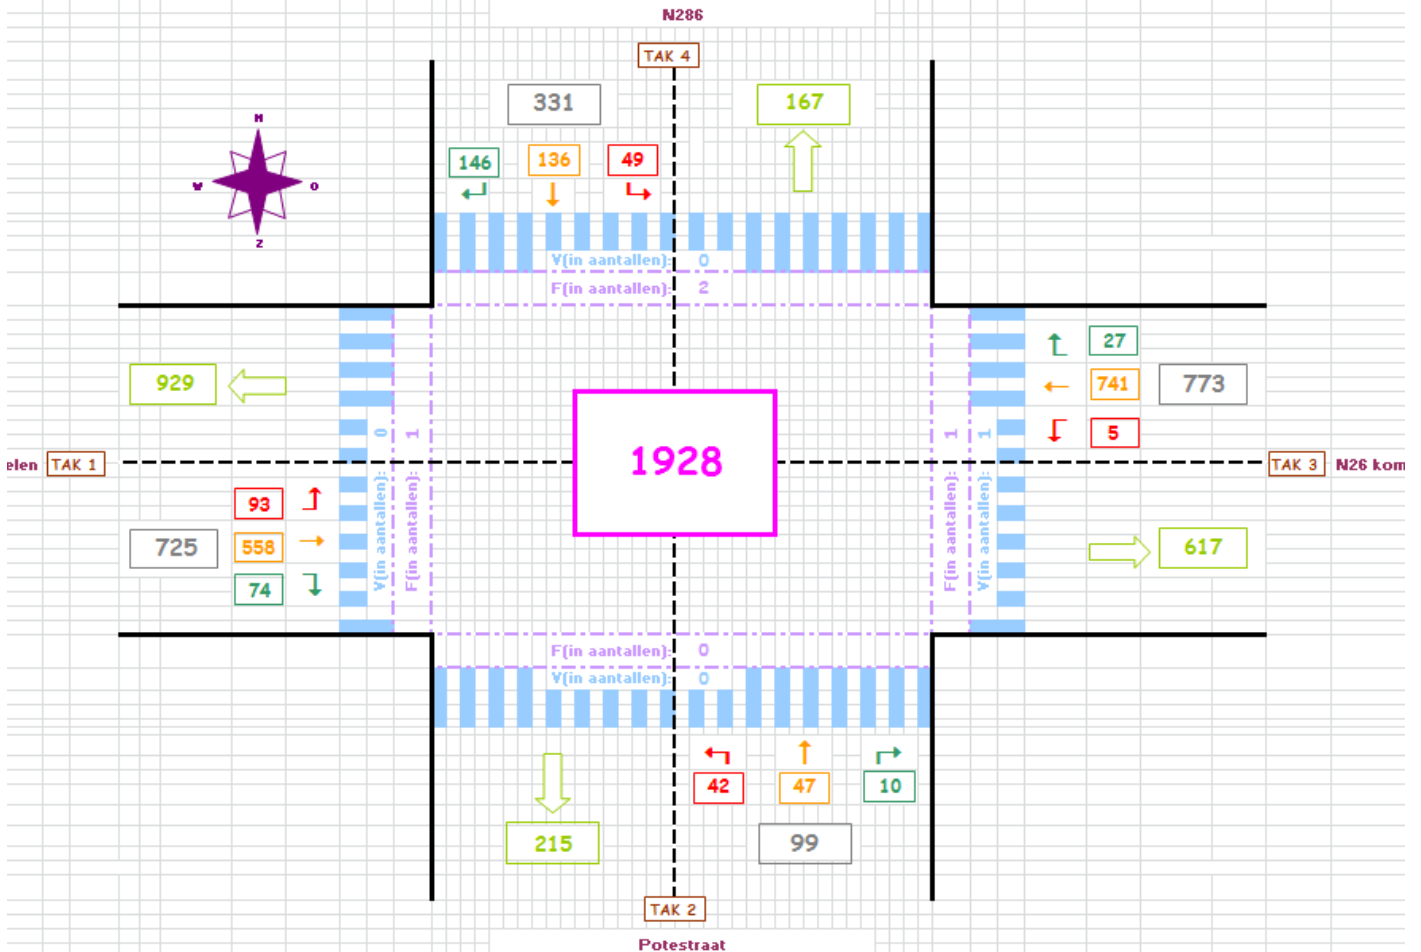 N286
TAK 4
331
167
N
146
136
49
W
O
Z
V(in aantallen): 0
F(in aantallen): 2
27
929
741
773
5
0
1
1
1
1928
elen
TAK 1
TAK 3
N26 kom
93
725
558
617
74
V(in aantallen):
F(in aantallen):
F(in aantallen):
V(in aantallen):
F(in aantallen): 0
V(in aantallen): 0
42
47
10
215
99
TAK 2
Potestraat